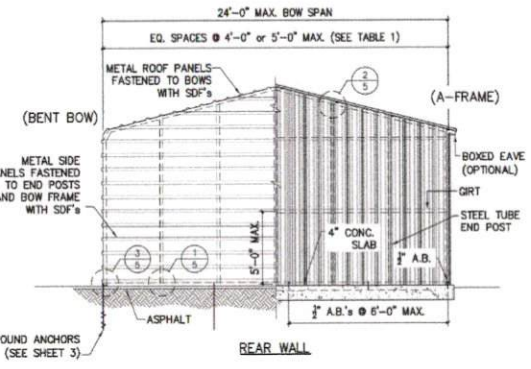 24'-0" MAX. BOW SPAN
EQ. SPACES @ 4'-0" or 5'-0" MAX. (SEE TABLE 1)
METAL ROOF PANELS
FASTENED TO BOWS
WITH SDF's
2
5
(A-FRAME)
(BENT BOW)
BOXED EAVE
(OPTIONAL)
METAL SIDE
NELS FASTENED
TO END POSTS
AND BOW FRAME
WITH SDF's
GIRT
STEEL TUBE
END POST
5'-0" MAX.
4" CONC.
SLAB
½" A.B.
3
5
1
5
ASPHALT
½" A.B.'s @ 6'-0" MAX.
OUND ANCHORS
(SEE SHEET 3)
REAR WALL